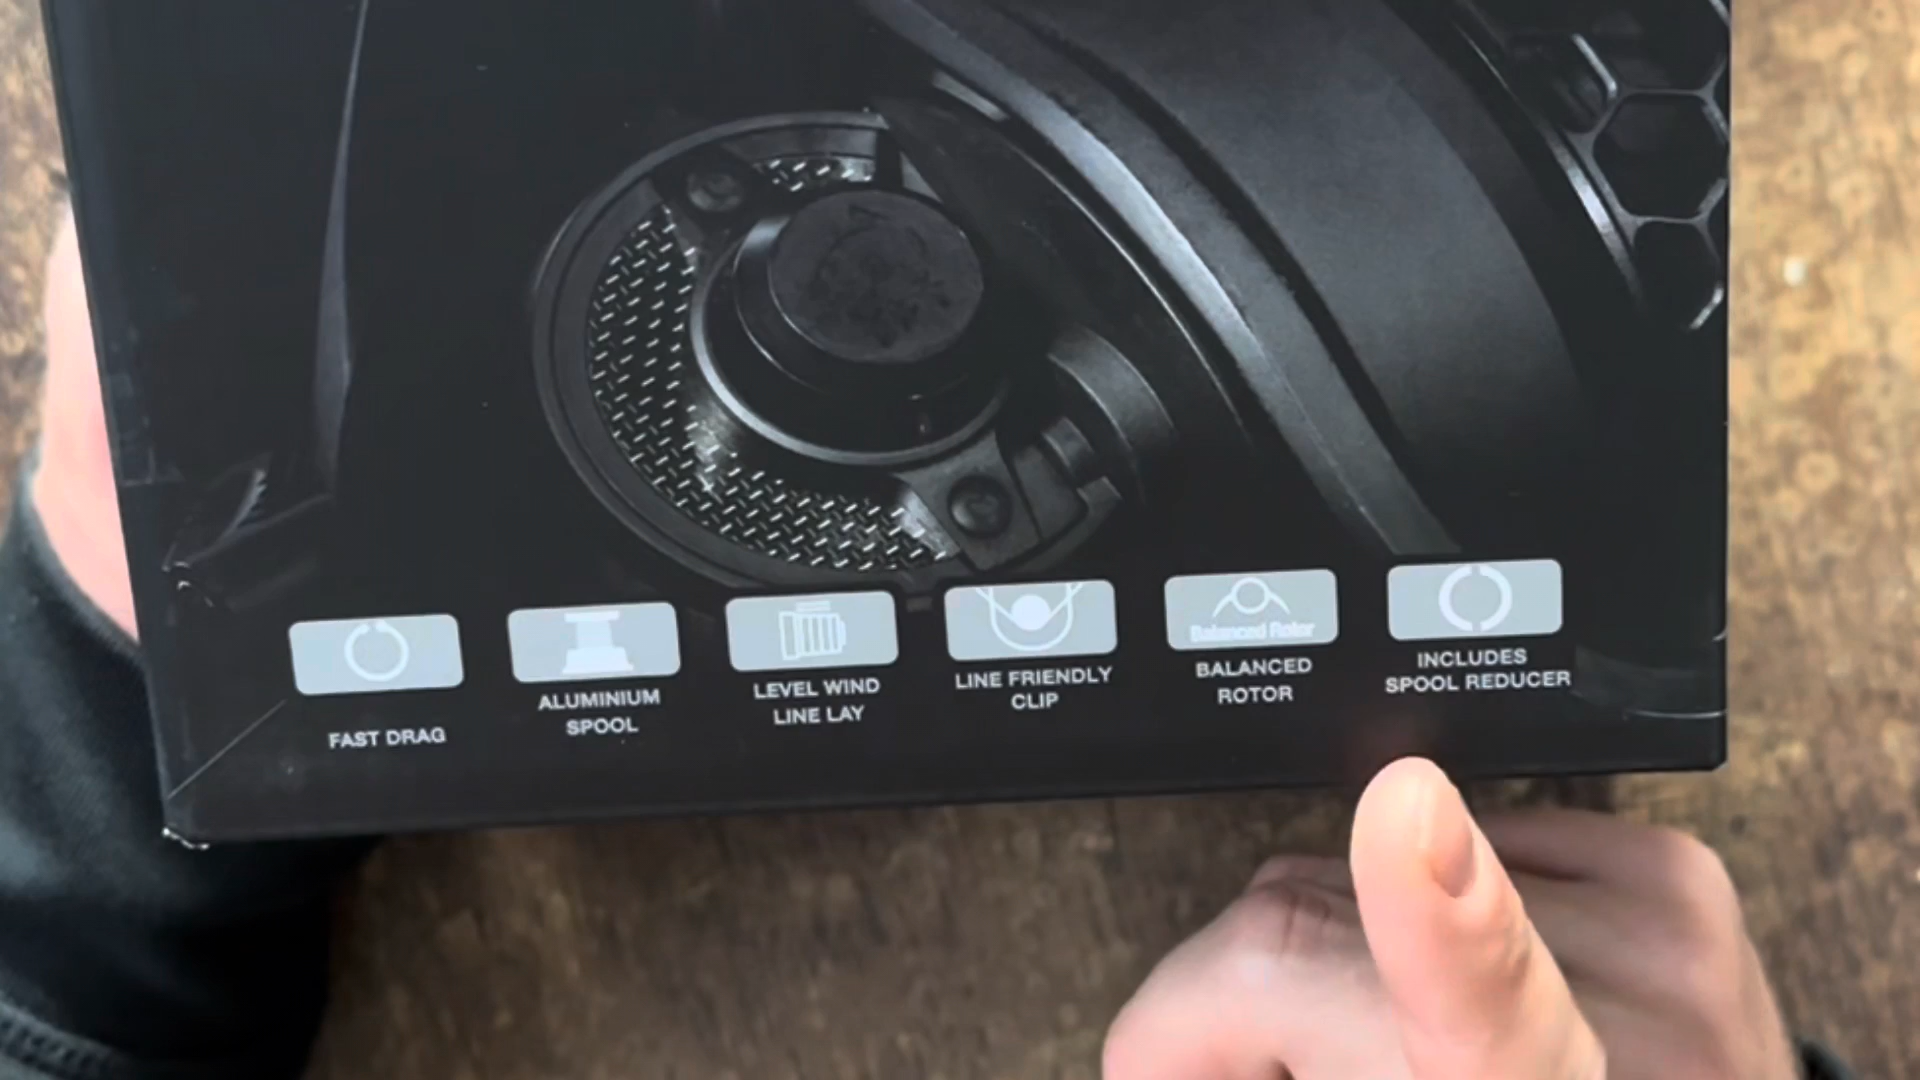 FAST DRAG
ALUMINIUM
SPOOL
LEVEL WIND
LINE LAY
LINE FRIENDLY
CLIP
Balanced Rotor
BALANCED
ROTOR
INCLUDES
SPOOL REDUCER